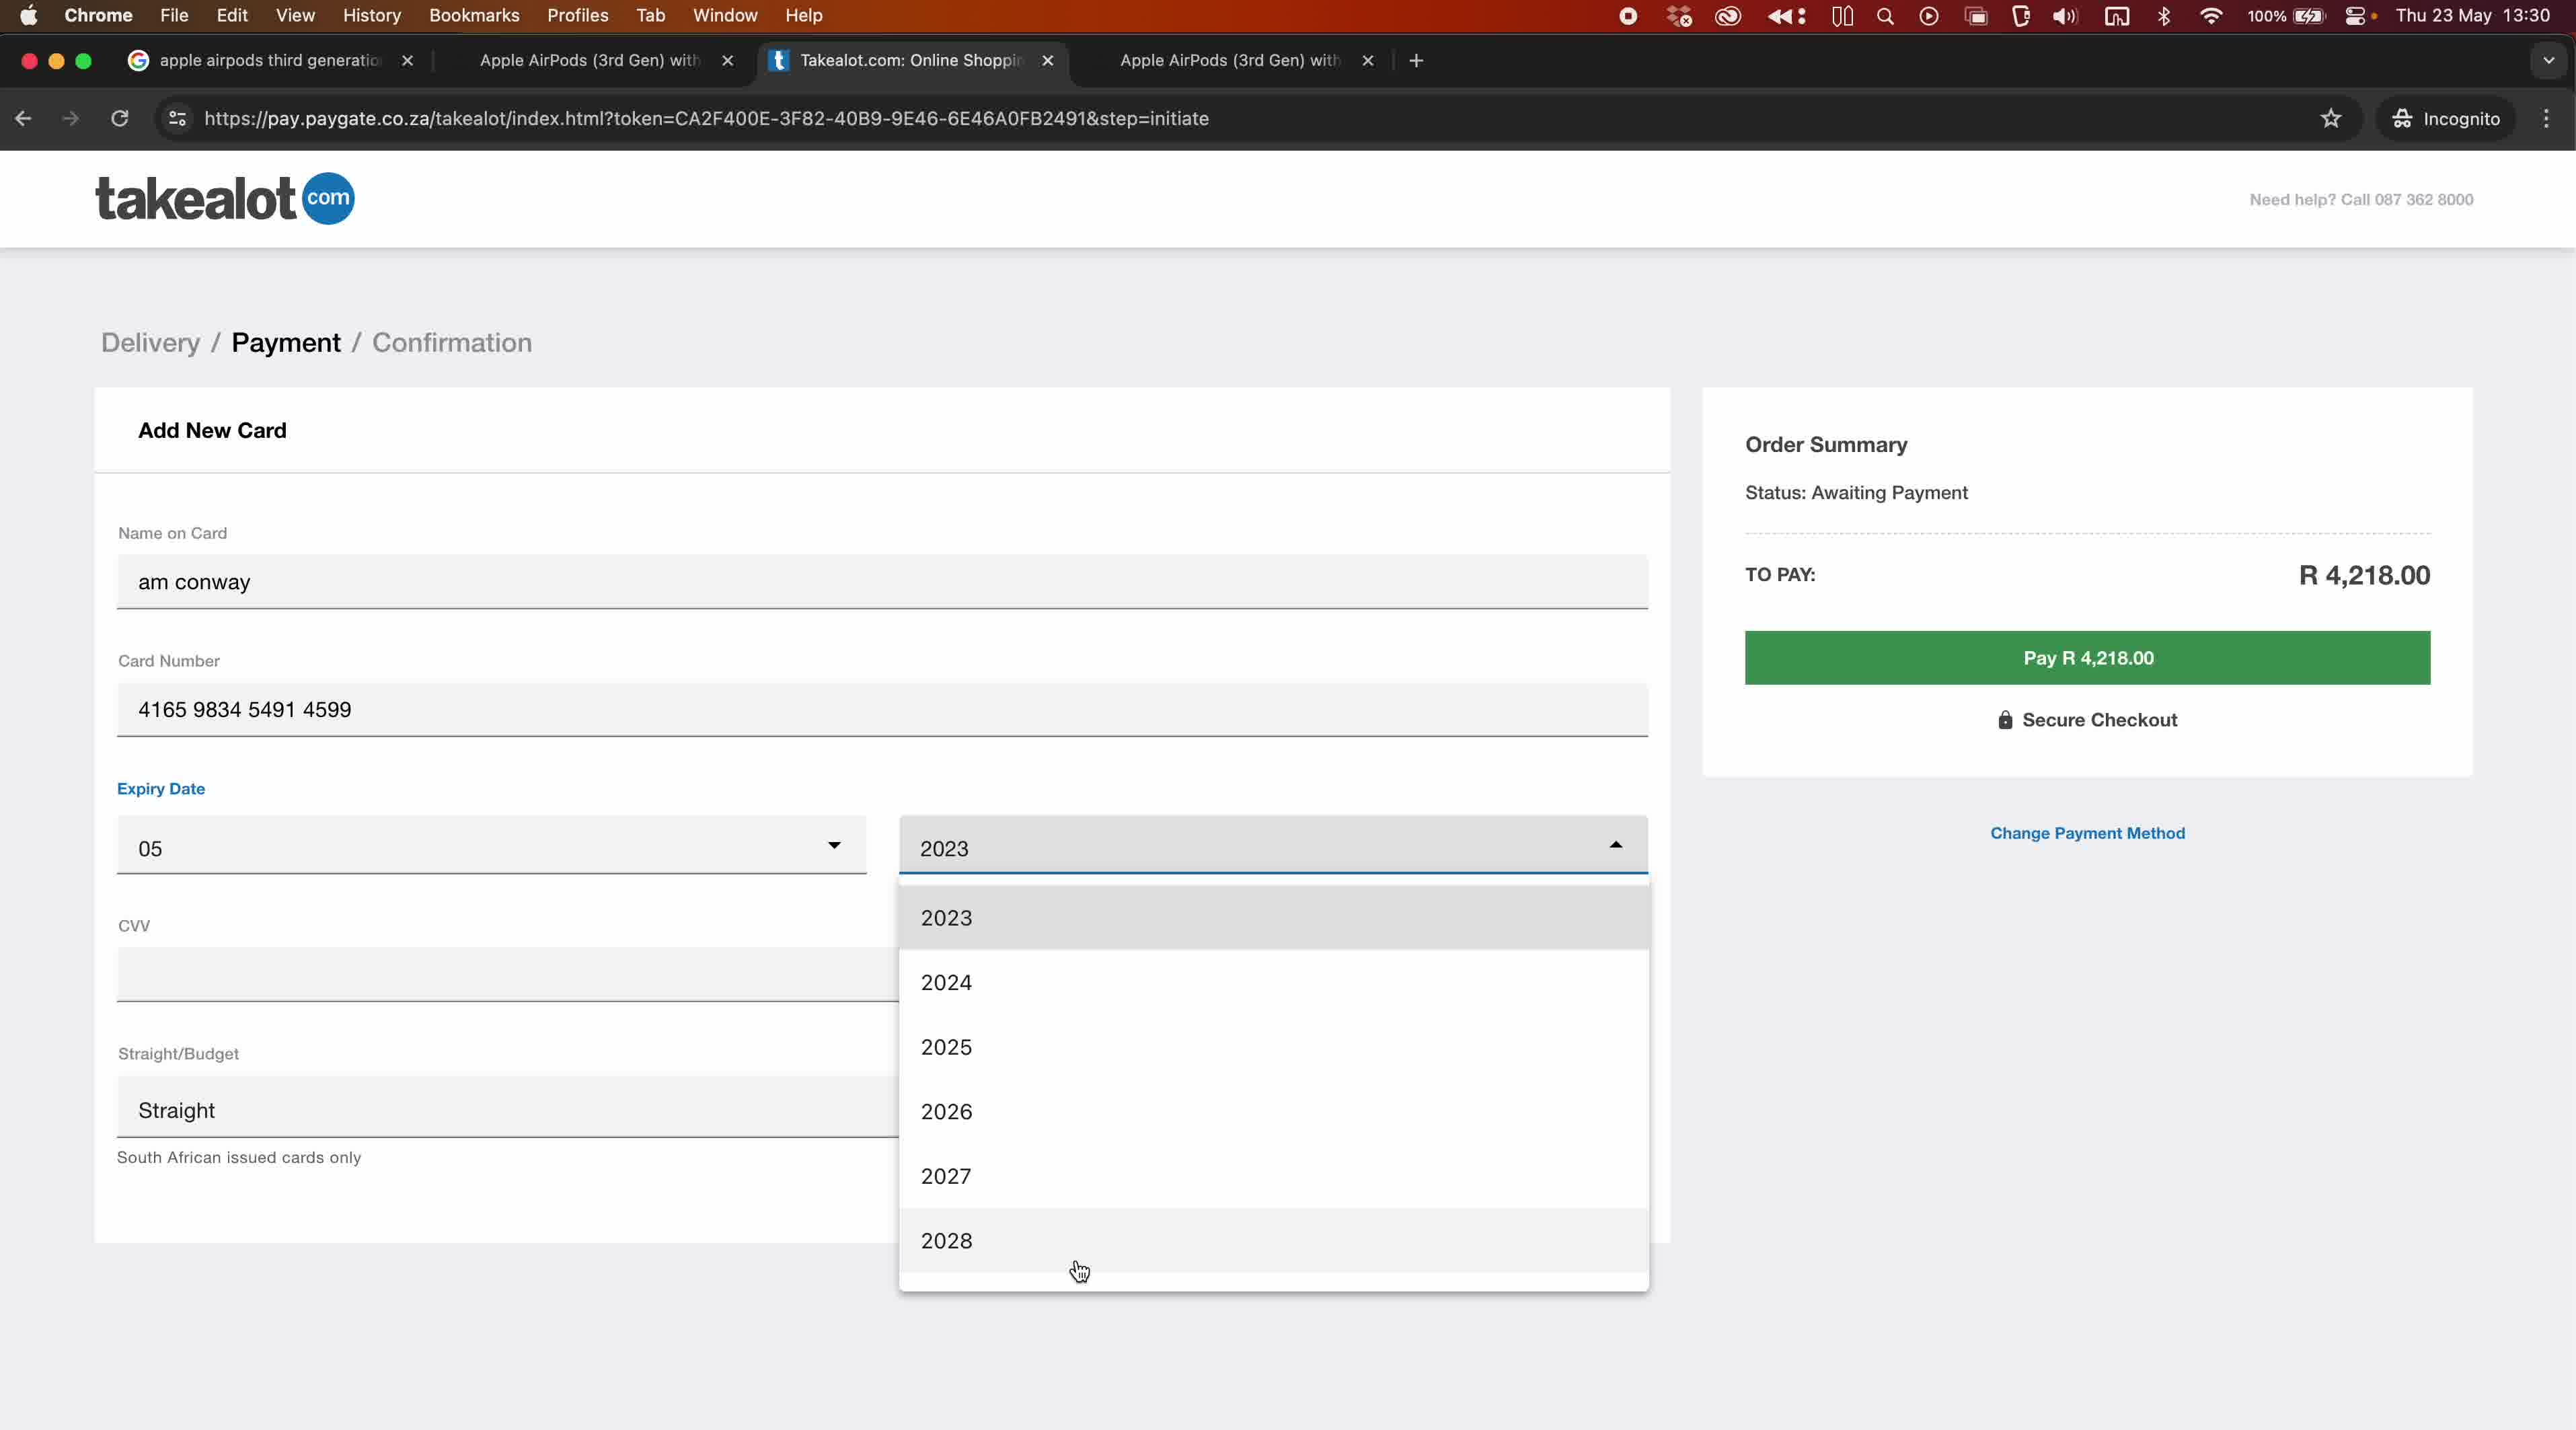 Chrome File Edit View History Bookmarks Profiles Tab Window Help 100% Thu 23 May 13:30
apple airpods third generatio Apple AirPods (3rd Gen) with Takealot.com: Online Shoppin Apple AirPods (3rd Gen) with
https://pay.paygate.co.za/takealot/index.html?token=CA2F400E-3F82-40B9-9E46-6E46A0FB2491&step=initiate Incognito
takealot com
Need help? Call 087 362 8000
Delivery / Payment / Confirmation
Add New Card
Name on Card
am conway
Card Number
4165 9834 5491 4599
Expiry Date
05
2023
2023
2024
2025
2026
2027
2028
CVV
Straight/Budget
Straight
South African issued cards only
Order Summary
Status: Awaiting Payment
TO PAY: R 4,218.00
Pay R 4,218.00
Secure Checkout
Change Payment Method